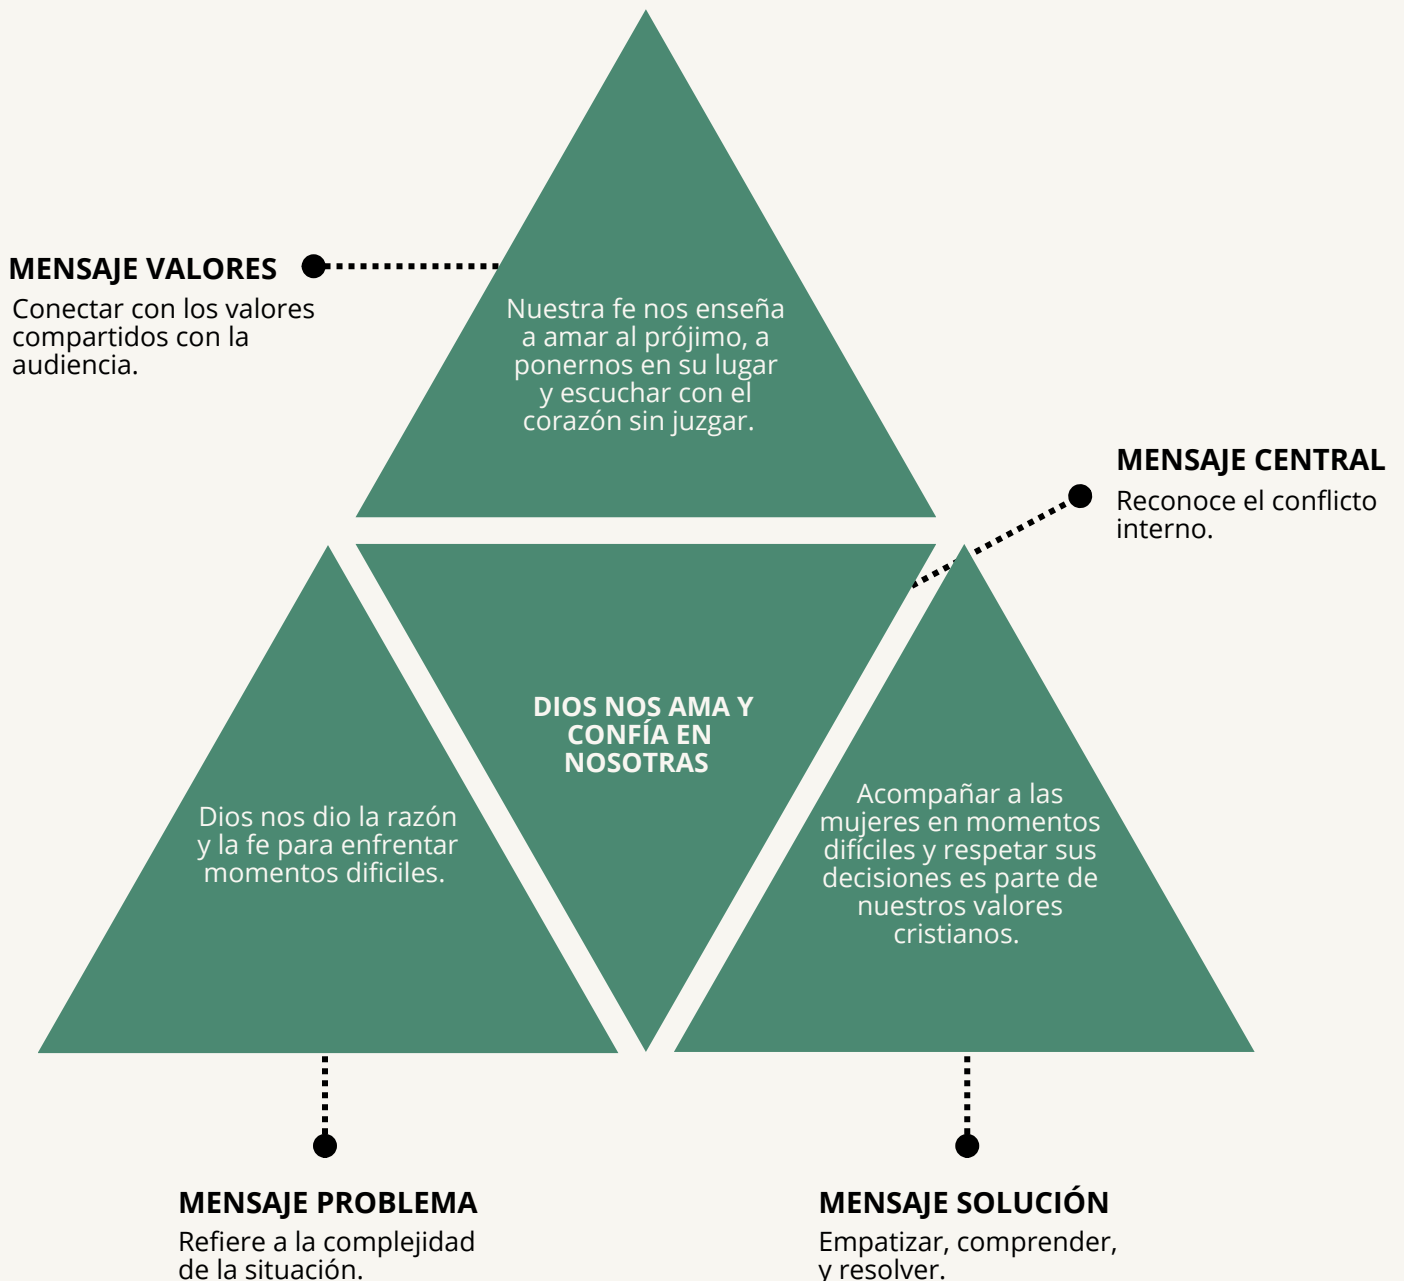 MENSAJE VALORES
Conectar con los valores
compartidos con la
audiencia.
Nuestra fe nos enseña
a amar al prójimo, a
ponernos en su lugar
y escuchar con el
corazón sin juzgar.
MENSAJE CENTRAL
Reconoce el conflicto
interno.
DIOS NOS AMA Y
CONFÍA EN
NOSOTRAS
Dios nos dio la razón
y la fe para enfrentar
momentos dificiles.
Acompañar a las
mujeres en momentos
difíciles y respetar sus
decisiones es parte de
nuestros valores
cristianos.
MENSAJE PROBLEMA
Refiere a la complejidad
de la situación.
MENSAJE SOLUCIÓN
Empatizar, comprender,
y resolver.